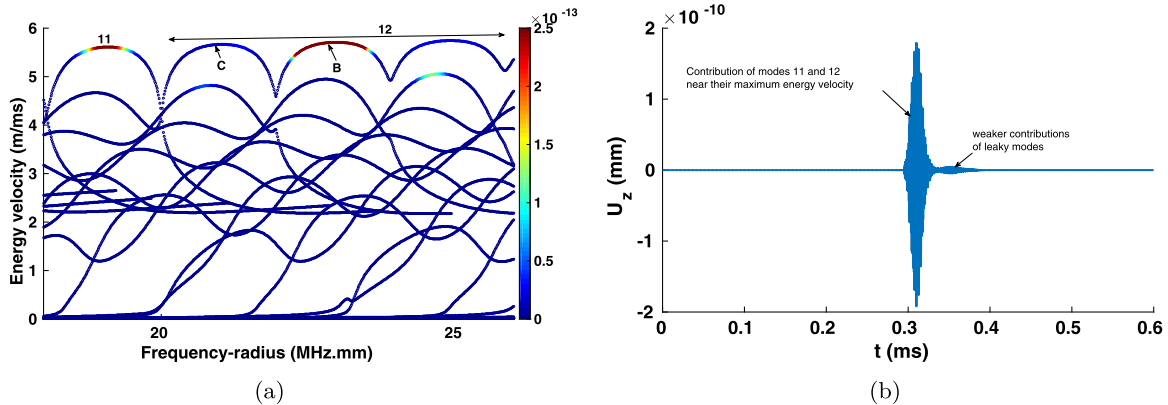 × 10 -13
6
5
4
3
2
1
0
Energy velocity (m/ms)
11
12
C
B
20
25
Frequency-radius (MHz.mm)
2.5
2
1.5
1
0.5
0
(a)
× 10 -10
2
1
0
-1
-2
U z (mm)
Contribution of modes 11 and 12
near their maximum energy velocity
weaker contributions
of leaky modes
0
0.1
0.2
0.3
0.4
0.5
0.6
t (ms)
(b)